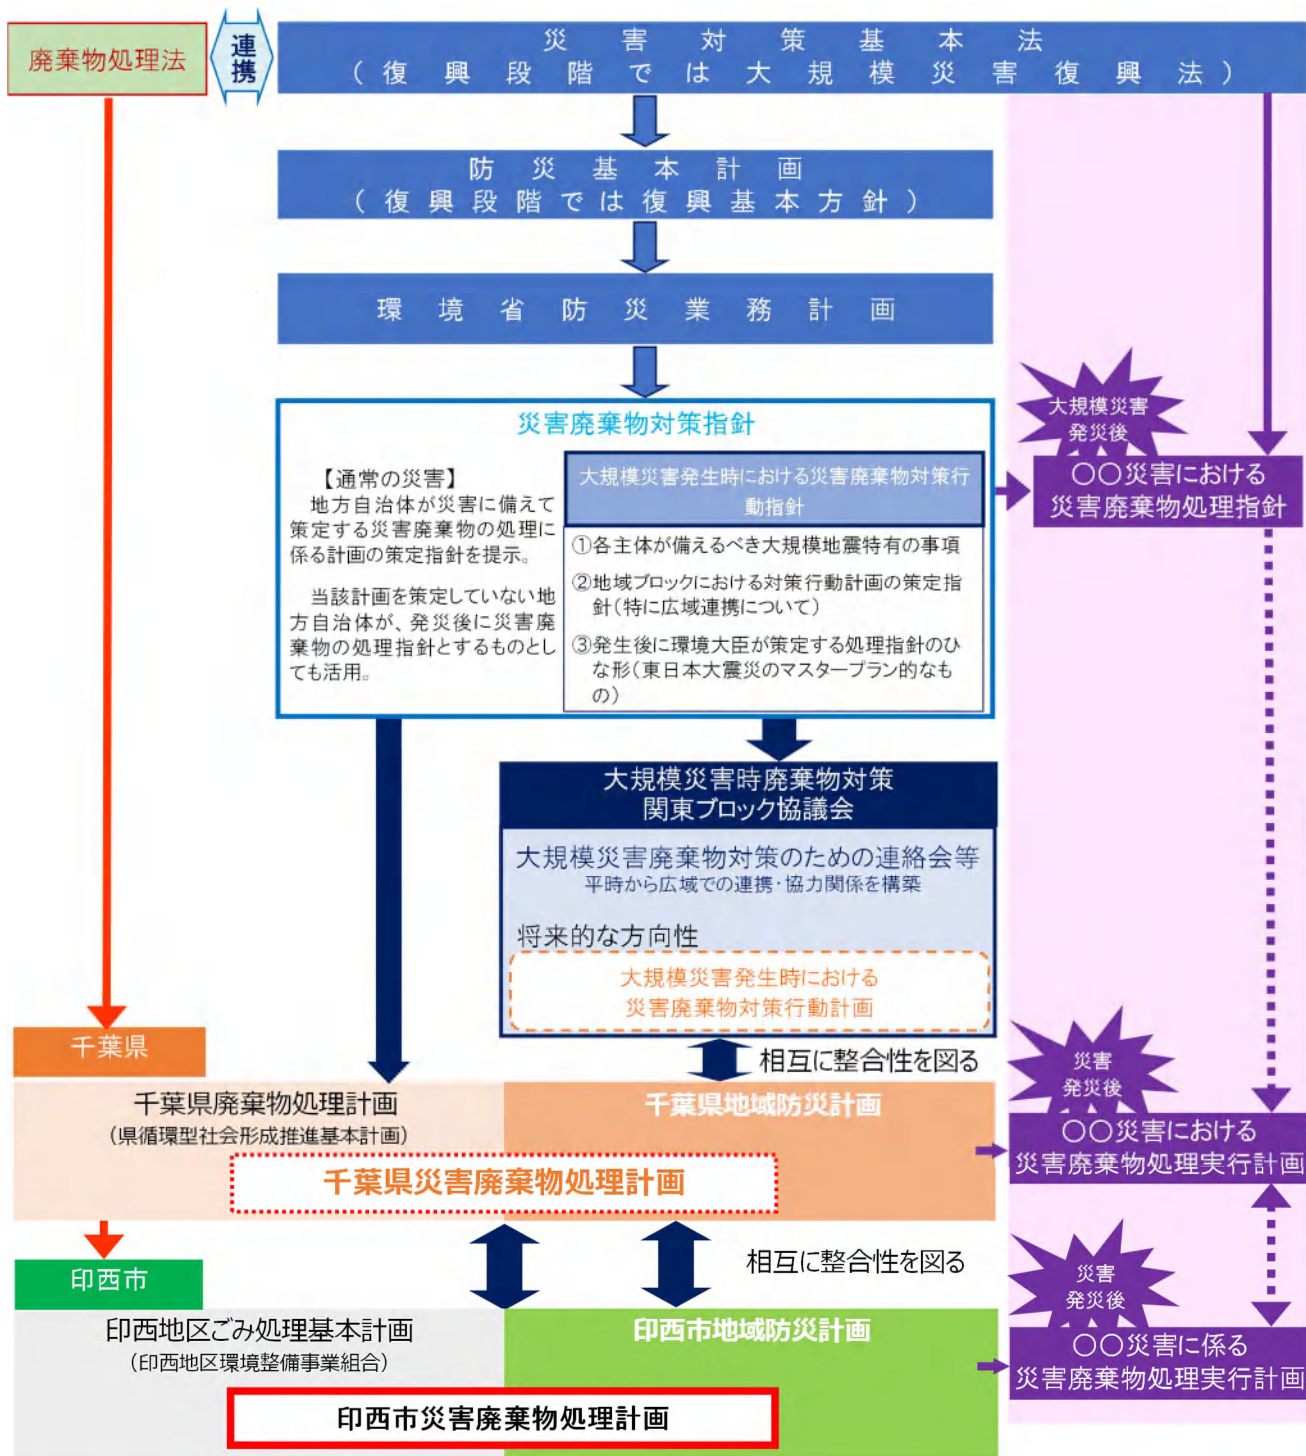 廃棄物処理法
連携
災害対策基本法
(復興段階では大規模災害復興法)
防災基本計画
(復興段階では復興基本方針)
環境省防災業務計画
災害廃棄物対策指針
【通常の災害】
地方自治体が災害に備えて
策定する災害廃棄物の処理に
係る計画の策定指針を提示。
当該計画を策定していない地
方自治体が、発災後に災害廃
棄物の処理指針とするものとし
ても活用。
大規模災害発生時における災害廃棄物対策行
動指針
①各主体が備えるべき大規模地震特有の事項
②地域ブロックにおける対策行動計画の策定指
針(特に広域連携について)
③発生後に環境大臣が策定する処理指針のひ
な形(東日本大震災のマスタープラン的なも
の)
大規模災害
発災後
〇〇災害における
災害廃棄物処理指針
大規模災害時廃棄物対策
関東ブロック協議会
大規模災害廃棄物対策のための連絡会等
平時から広域での連携・協力関係を構築
将来的な方向性
大規模災害発生時における
災害廃棄物対策行動計画
千葉県
相互に整合性を図る
千葉県廃棄物処理計画
(県循環型社会形成推進基本計画)
千葉県地域防災計画
千葉県災害廃棄物処理計画
災害
発災後
〇〇災害における
災害廃棄物処理実行計画
相互に整合性を図る
印西市
印西地区ごみ処理基本計画
(印西地区環境整備事業組合)
印西市地域防災計画
印西市災害廃棄物処理計画
災害
発災後
〇〇災害に係る
災害廃棄物処理実行計画